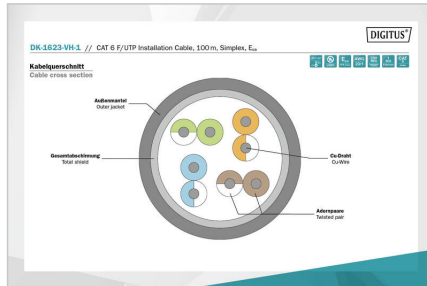 DIGITUS®
DK-1623-VH-1 // CAT 6 F/UTP Installation Cable, 100 m, Simplex, Eca
Kabelquerschnitt
Cable cross section
Außenmantel
Outer jacket
Gesamtabschirmung
Total shield
Cu-Draht
Cu-Wire
Adernpaare
Twisted pair